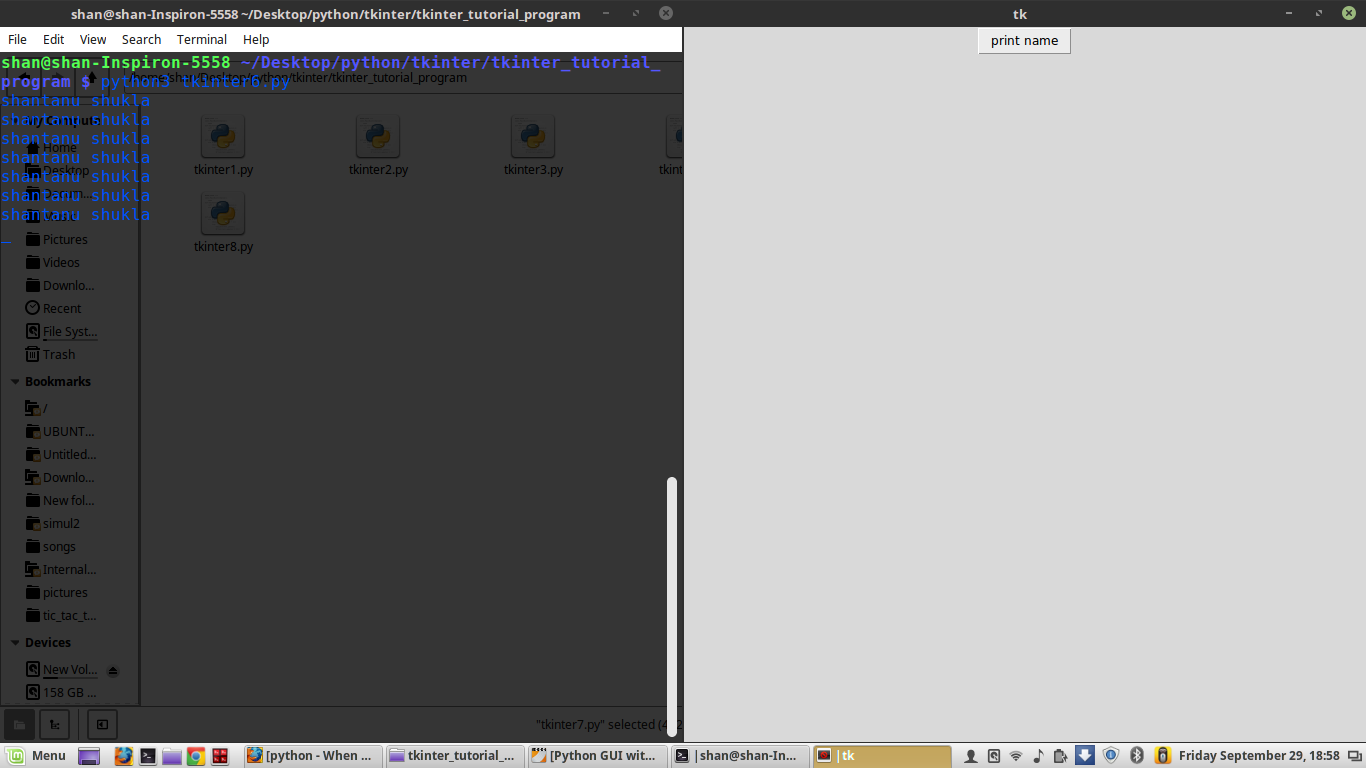 shan@shan-Inspiron-5558 ~/Desktop/python/tkinter/tkinter_tutorial_program
tk
File Edit View Search Terminal Help
print name
shan@shan-Inspiron-5558 ~/Desktop/python/tkinter/tkinter_tutorial_
program $ python3 tkinter6.py
/home/shan/Desktop/python/tkinter/tkinter_tutorial_program
shantanu shukla
shantanu shukla
shantanu shukla
shantanu shukla
shantanu shukla
shantanu shukla
shantanu shukla
My Compute
Home
Desktop
Pictures
Videos
Downlo...
Recent
File Syst...
Trash
Bookmarks
/
UBUNT...
Untitled...
Downlo...
New fol...
simul2
songs
Internal...
pictures
tic_tac_t...
Devices
New Vol...
158 GB ...
tkinter1.py tkinter2.py tkinter3.py tkint
tkinter8.py
"tkinter7.py" selected (4
Menu [python - When ... tkinter_tutorial_... [Python GUI wit... |shan@shan-In... |tk Friday September 29, 18:58